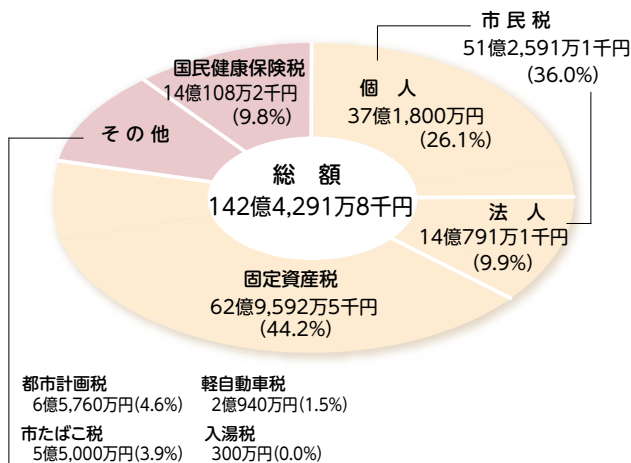 市 民 税
51億2,591万1千円
(36.0%)
国民健康保険税
14億108万2千円
(9.8%)
個　人
37億1,800万円
(26.1%)
そ の 他
総　額
142億4,291万8千円
法　人
14億791万1千円
(9.9%)
固定資産税
62億9,592万5千円
(44.2%)
都市計画税
6億5,760万円(4.6%)
軽自動車税
2億940万円(1.5%)
市たばこ税
5億5,000万円(3.9%)
入湯税
300万円(0.0%)